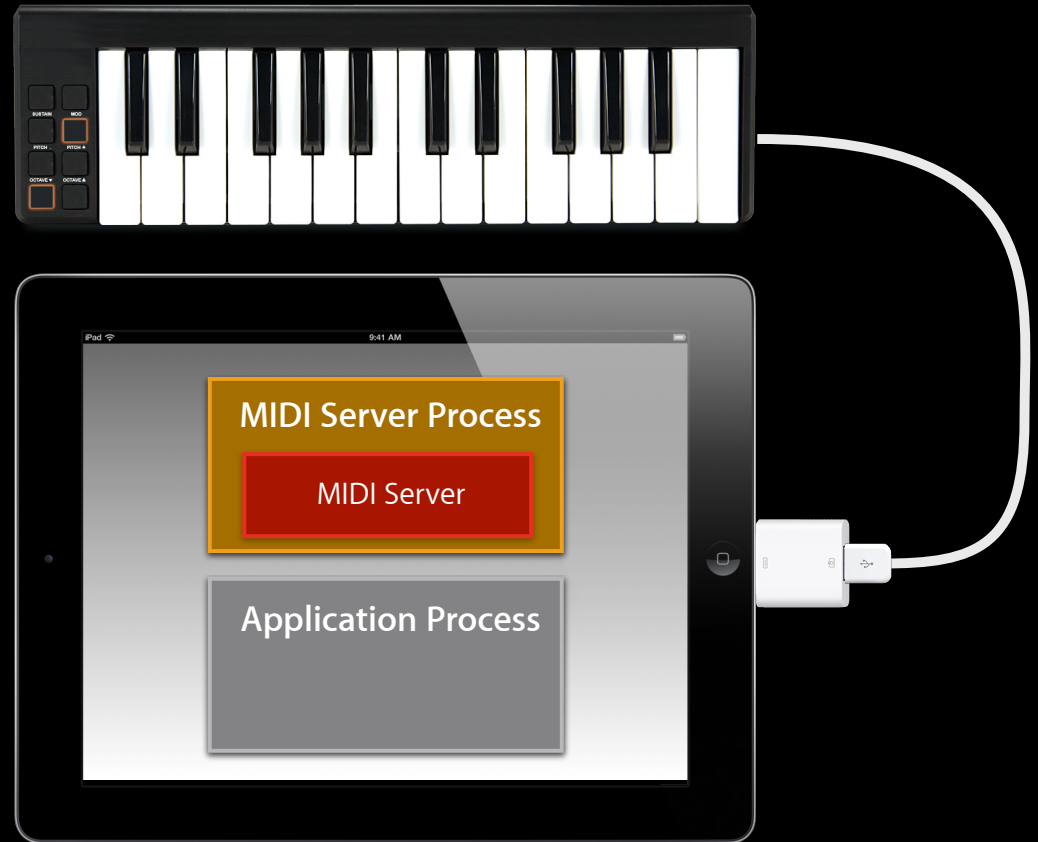 SUSTAIN MOD
PITCH PITCH ▲
OCTAVE ▼ OCTAVE ▲
iPad 9:41 AM
MIDI Server Process
MIDI Server
Application Process